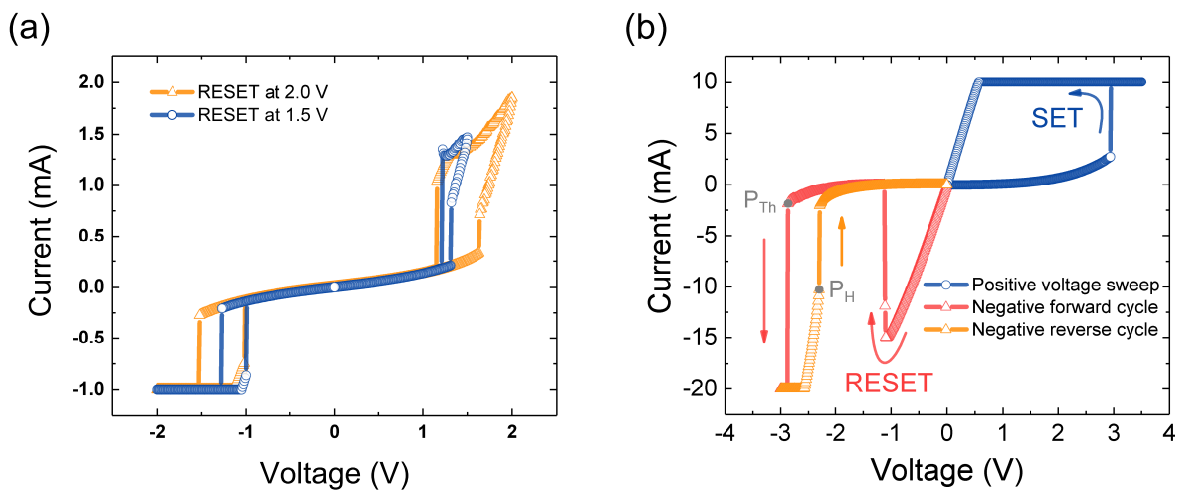 (a)
Current (mA)
2.0
1.5
1.0
0.5
0.0
-0.5
-1.0
RESET at 2.0 V
RESET at 1.5 V
-2
-1
0
1
2
Voltage (V)
(b)
Current (mA)
10
5
0
-5
-10
-15
-20
SET
P_Th
P_H
RESET
Positive voltage sweep
Negative forward cycle
Negative reverse cycle
-4
-3
-2
-1
0
1
2
3
4
Voltage (V)